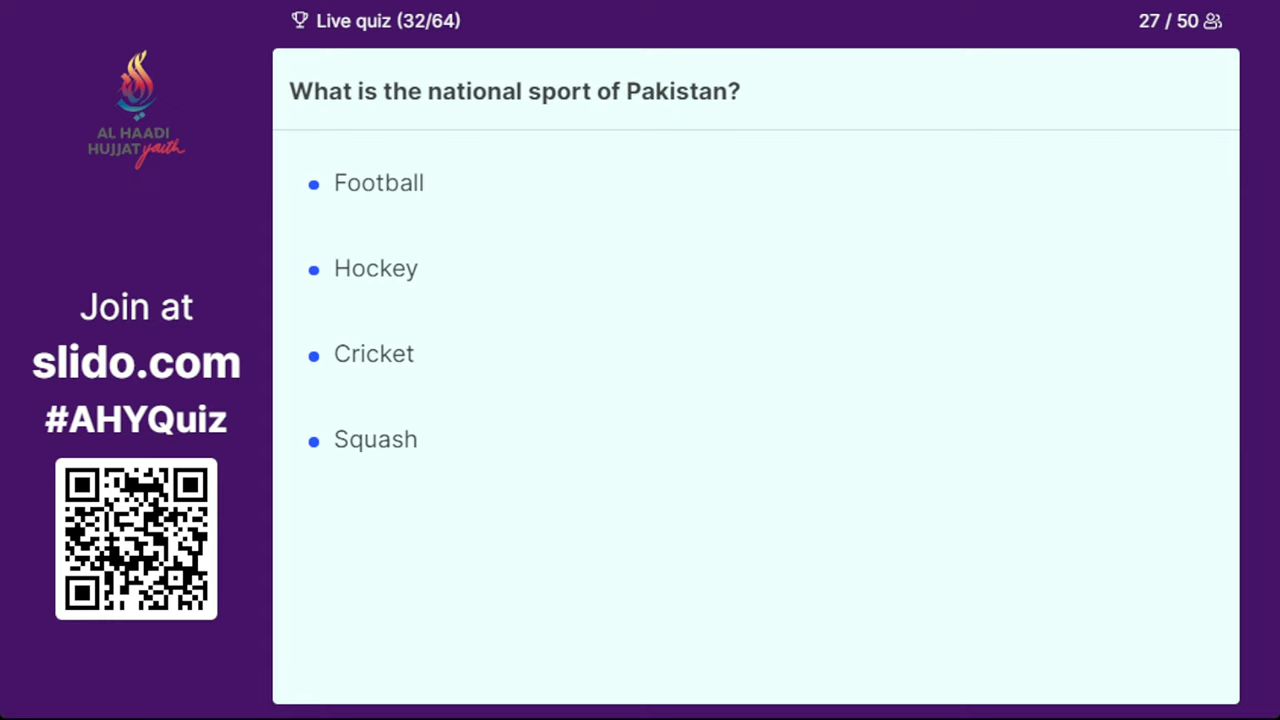 Live quiz (32/64)
27 / 50
AL HAADI
HUJJAT youth
What is the national sport of Pakistan?
Football
Hockey
Cricket
Squash
Join at
slido.com
#AHYQuiz